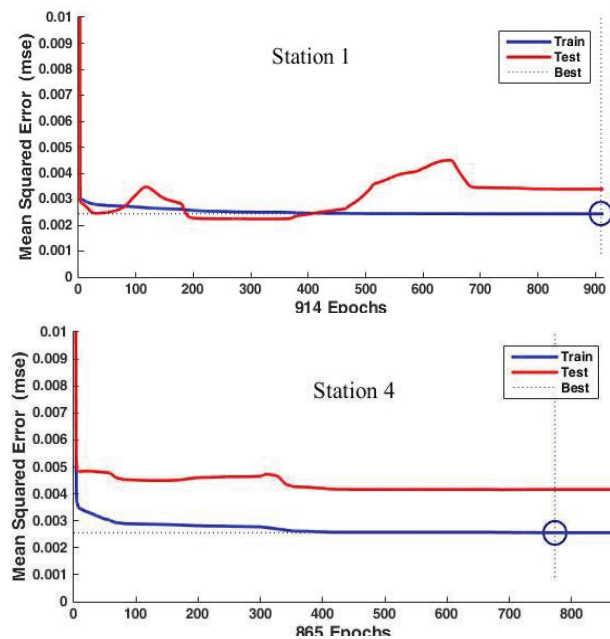 0.01
0.009
0.008
0.007
0.006
0.005
0.004
0.003
0.002
0.001
0
Mean Squared Error (mse)
Station 1
Train
Test
Best
0 100 200 300 400 500 600 700 800 900
914 Epochs
0.01
0.009
0.008
0.007
0.006
0.005
0.004
0.003
0.002
0.001
0
Mean Squared Error (mse)
Station 4
Train
Test
Best
0 100 200 300 400 500 600 700 800
865 Epochs